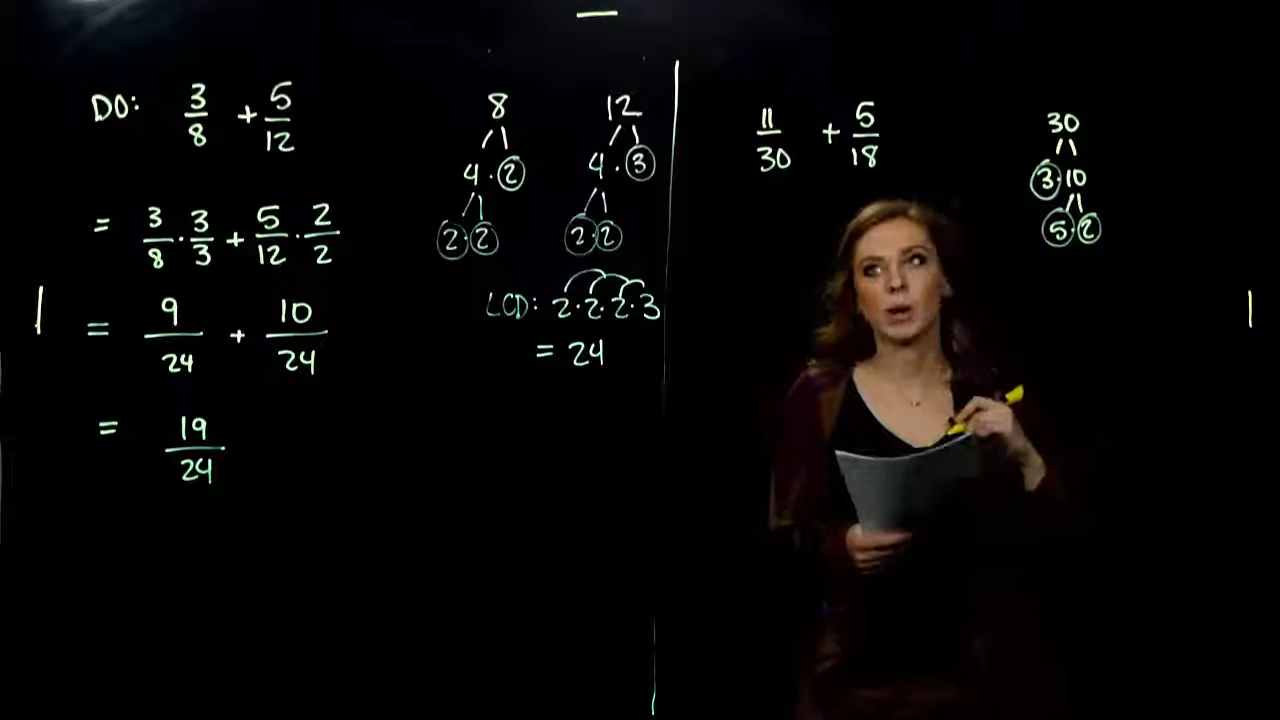 DO: 3/8 + 5/12
= 3/8 · 3/3 + 5/12 · 2/2
= 9/24 + 10/24
= 19/24
8
4 · 2
2 · 2
12
4 · 3
2 · 2
LCD: 2 · 2 · 2 · 3
= 24
11/30 + 5/18
30
3 · 10
5 · 2